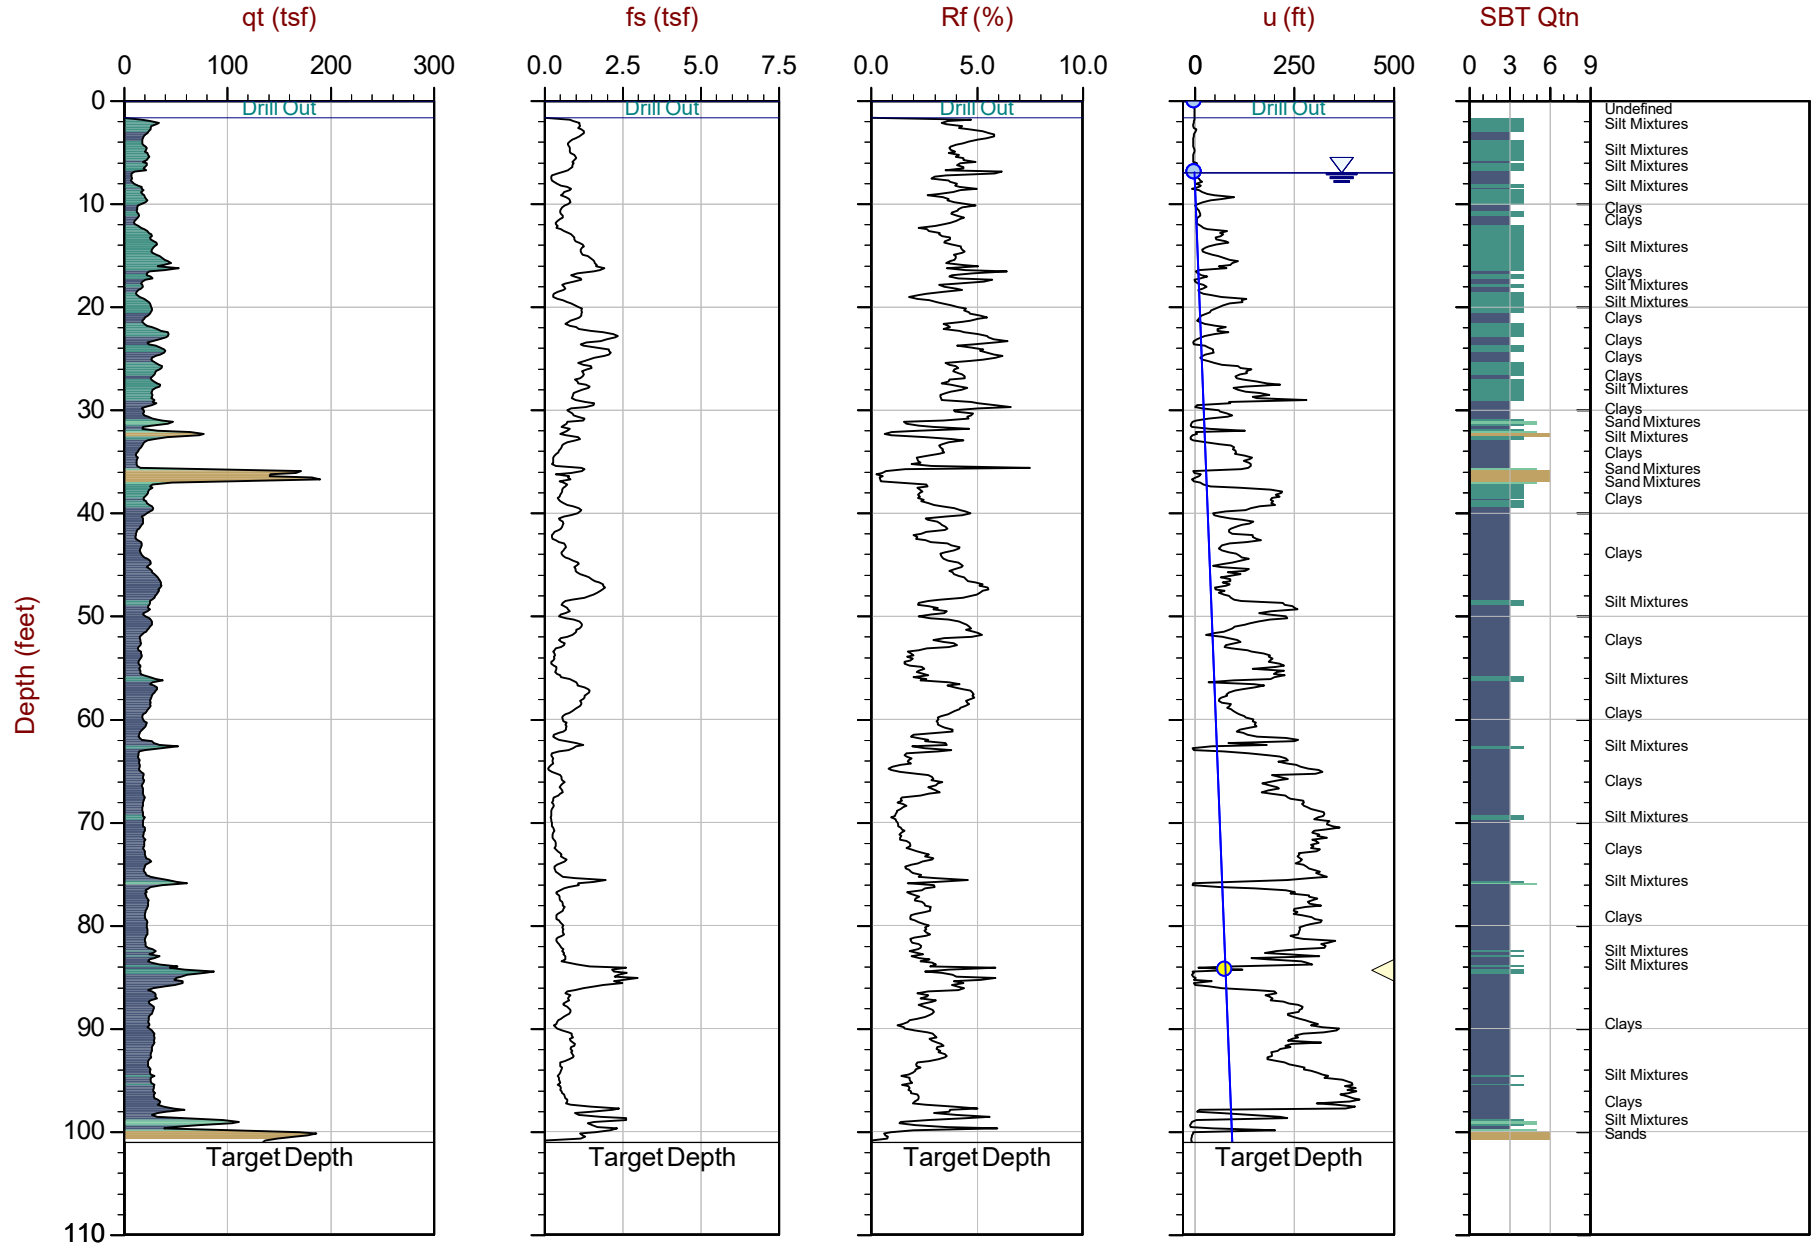 qt (tsf) fs (tsf) Rf (%) u (ft) SBT Qtn
0 100 200 300 0.0 2.5 5.0 7.5 0.0 5.0 10.0 0 250 500 0 3 6 9
0
Drill Out Drill Out Drill Out Drill Out
Undefined
Silt Mixtures
Silt Mixtures
Silt Mixtures
Silt Mixtures
10
Clays
Clays
Silt Mixtures
Clays
Silt Mixtures
Silt Mixtures
20
Clays
Clays
Clays
Clays
Silt Mixtures
30
Clays
Sand Mixtures
Silt Mixtures
Clays
Sand Mixtures
Sand Mixtures
Clays
40
Clays
Silt Mixtures
50
Clays
Depth (feet)
Silt Mixtures
Clays
60
Silt Mixtures
Clays
Silt Mixtures
70
Clays
Silt Mixtures
Clays
80
Silt Mixtures
Silt Mixtures
Clays
90
Silt Mixtures
Clays
Silt Mixtures
100
Sands
Target Depth Target Depth Target Depth Target Depth
110